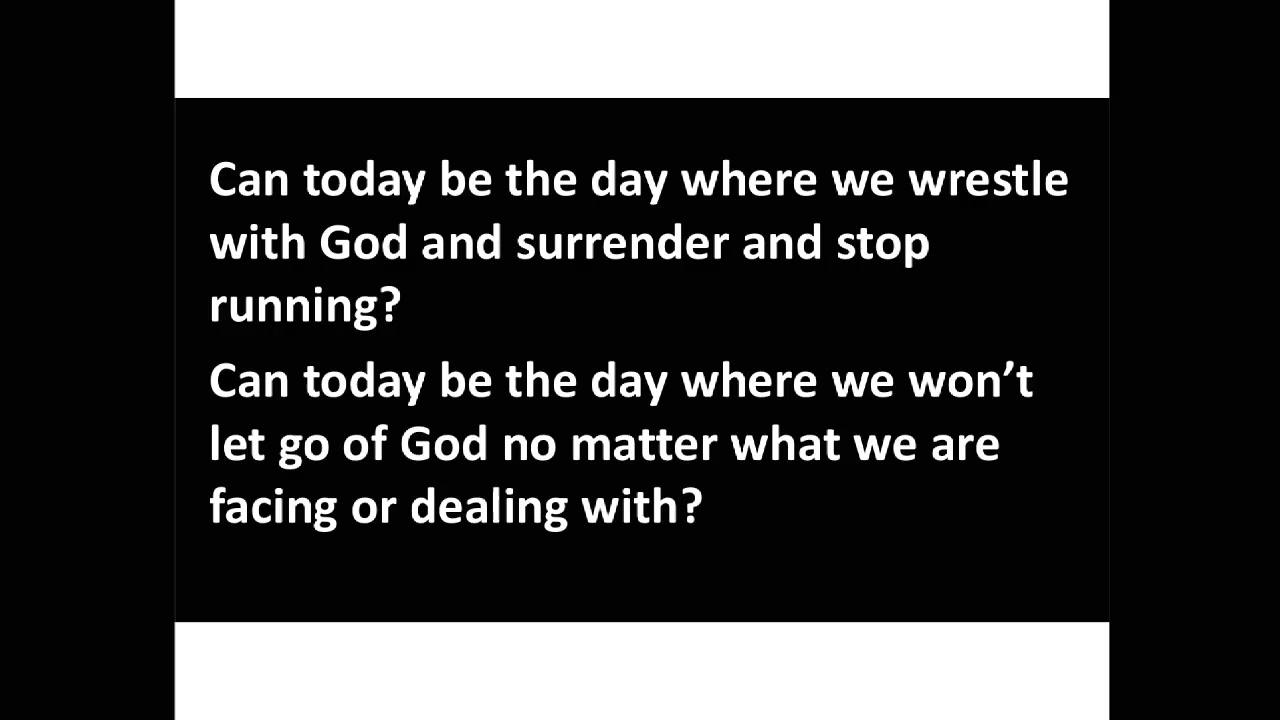 Can today be the day where we wrestle
with God and surrender and stop
running?
Can today be the day where we won’t
let go of God no matter what we are
facing or dealing with?